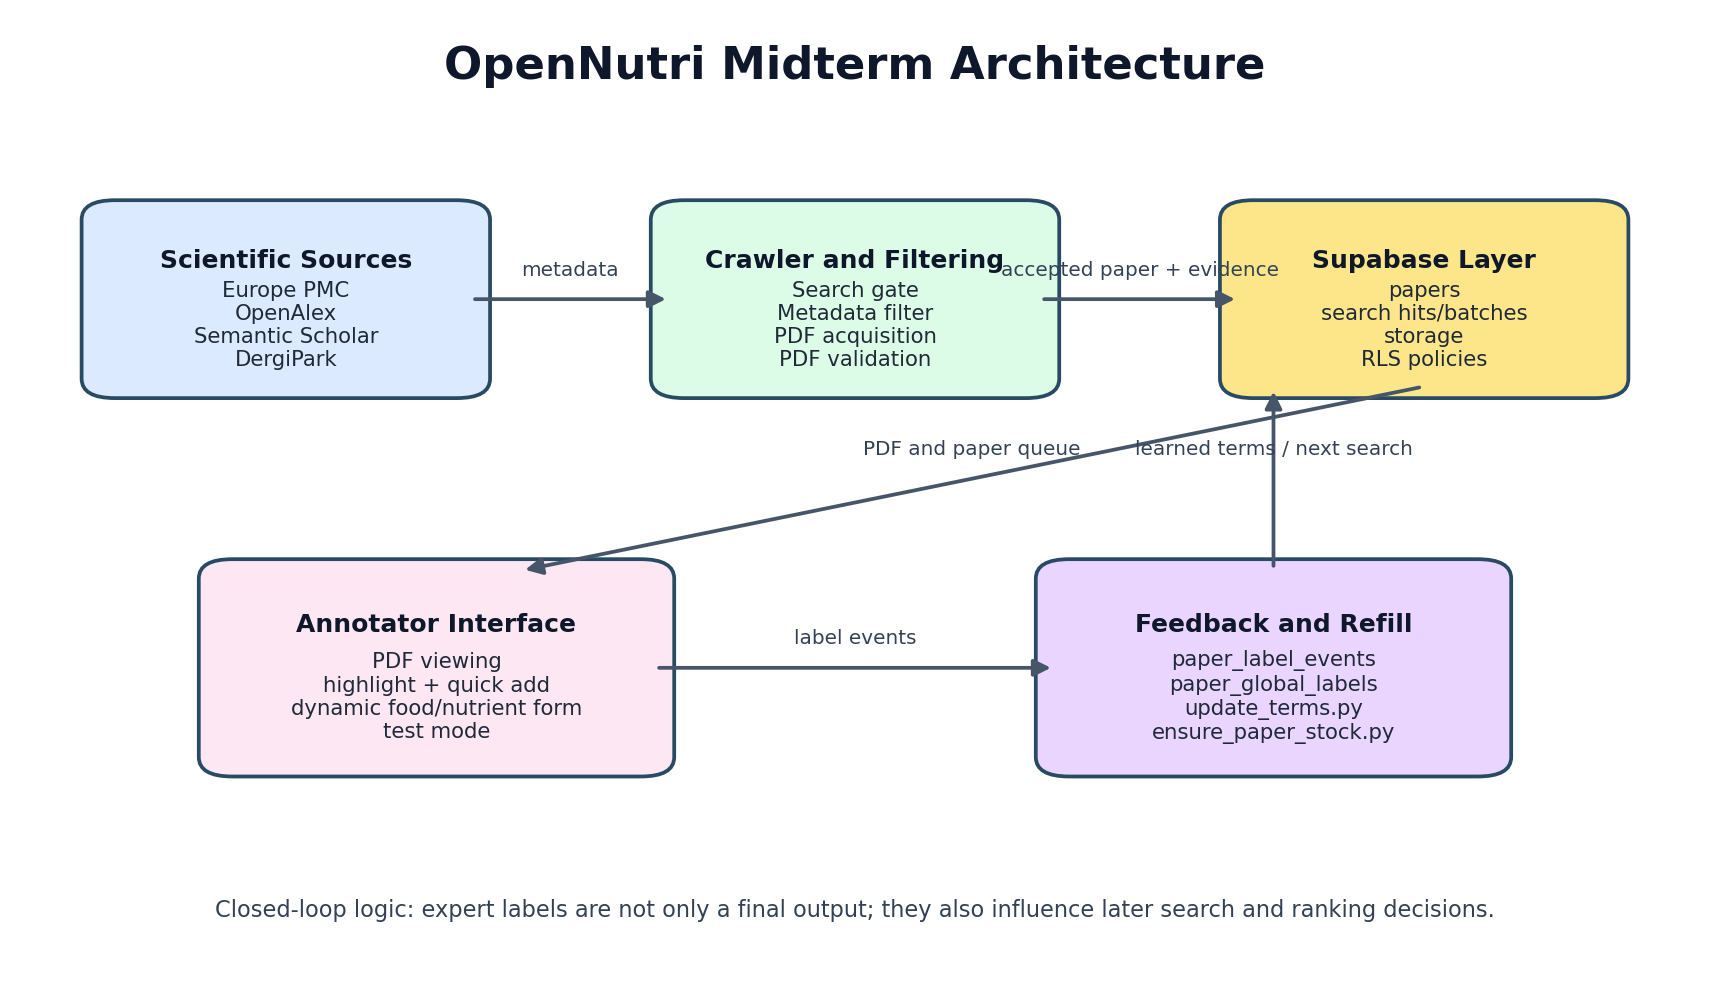 OpenNutri Midterm Architecture
Scientific Sources
Europe PMC
OpenAlex
Semantic Scholar
DergiPark
metadata
Crawler and Filtering
Search gate
Metadata filter
PDF acquisition
PDF validation
accepted paper + evidence
Supabase Layer
papers
search hits/batches
storage
RLS policies
PDF and paper queue
learned terms / next search
Annotator Interface
PDF viewing
highlight + quick add
dynamic food/nutrient form
test mode
label events
Feedback and Refill
paper_label_events
paper_global_labels
update_terms.py
ensure_paper_stock.py
Closed-loop logic: expert labels are not only a final output; they also influence later search and ranking decisions.